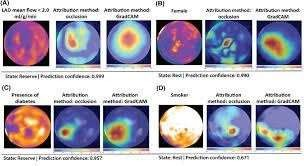 (A)
LAD mean flow < 2.0
ml/g/min
Attribution method:
occlusion
Attribution
method: GradCAM
State: Reserve | Prediction confidence: 0.999
(B)
Female
Attribution
method: occlusion
Attribution
method: GradCAM
State: Rest | Prediction confidence: 0.990
(C)
Presence of
diabetes
Attribution
method: occlusion
Attribution
method: GradCAM
State: Reserve | Prediction confidence: 0.957
(D)
Smoker
Attribution
method: occlusion
Attribution
method: GradCAM
State: Rest | Prediction confidence: 0.671